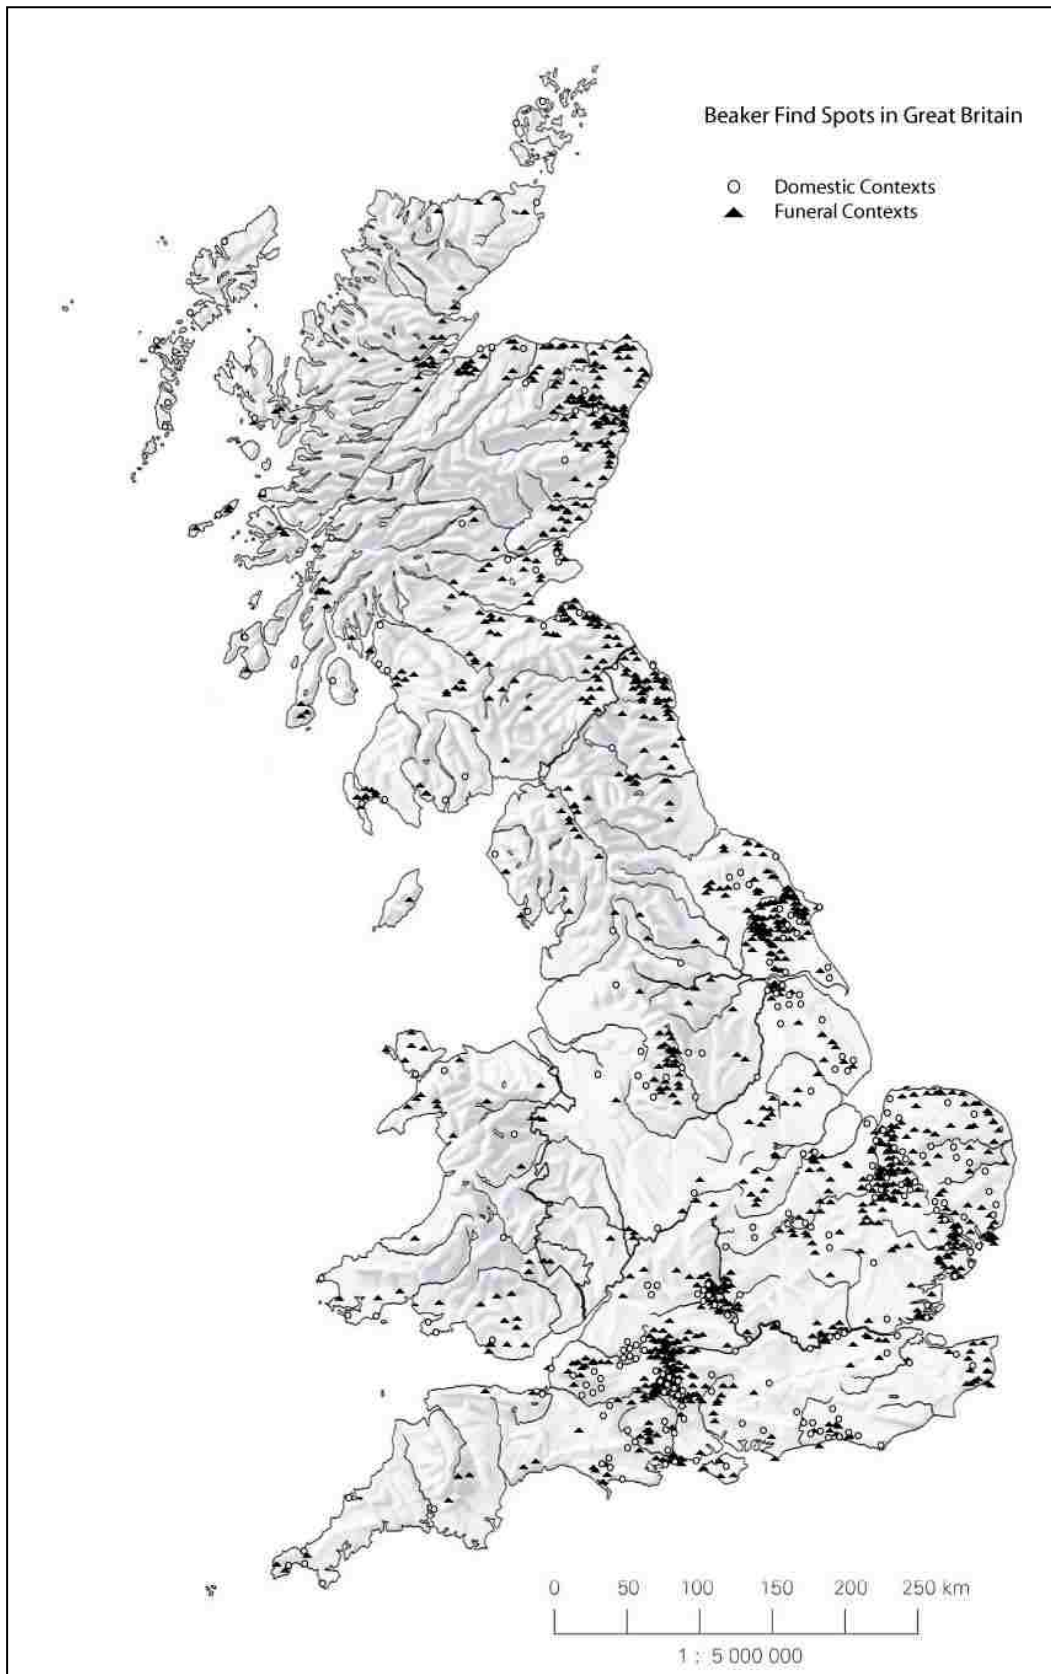 Beaker Find Spots in Great Britain
Domestic Contexts
Funeral Contexts
0 50 100 150 200 250 km
1 : 5 000 000